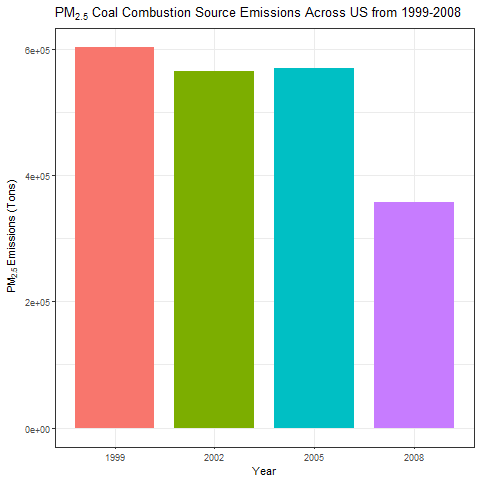 PM2.5 Coal Combustion Source Emissions Across US from 1999-2008
PM2.5 Emissions (Tons)
6e+05
4e+05
2e+05
0e+00
1999 2002 2005 2008
Year